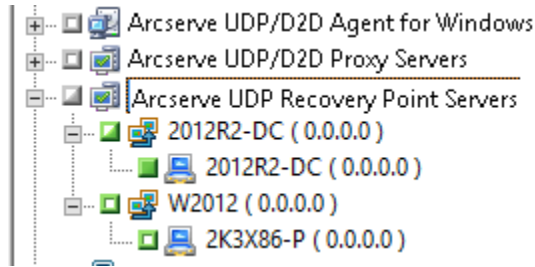 Arcserve UDP/D2D Agent for Windows
Arcserve UDP/D2D Proxy Servers
Arcserve UDP Recovery Point Servers
2012R2-DC ( 0.0.0.0 )
2012R2-DC ( 0.0.0.0 )
W2012 ( 0.0.0.0 )
2K3X86-P ( 0.0.0.0 )